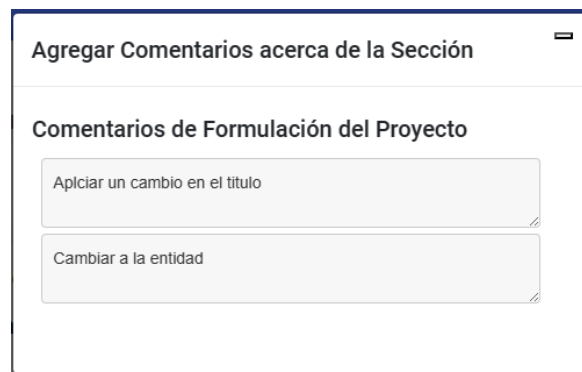 Agregar Comentarios acerca de la Sección
Comentarios de Formulación del Proyecto
Aplciar un cambio en el titulo
Cambiar a la entidad